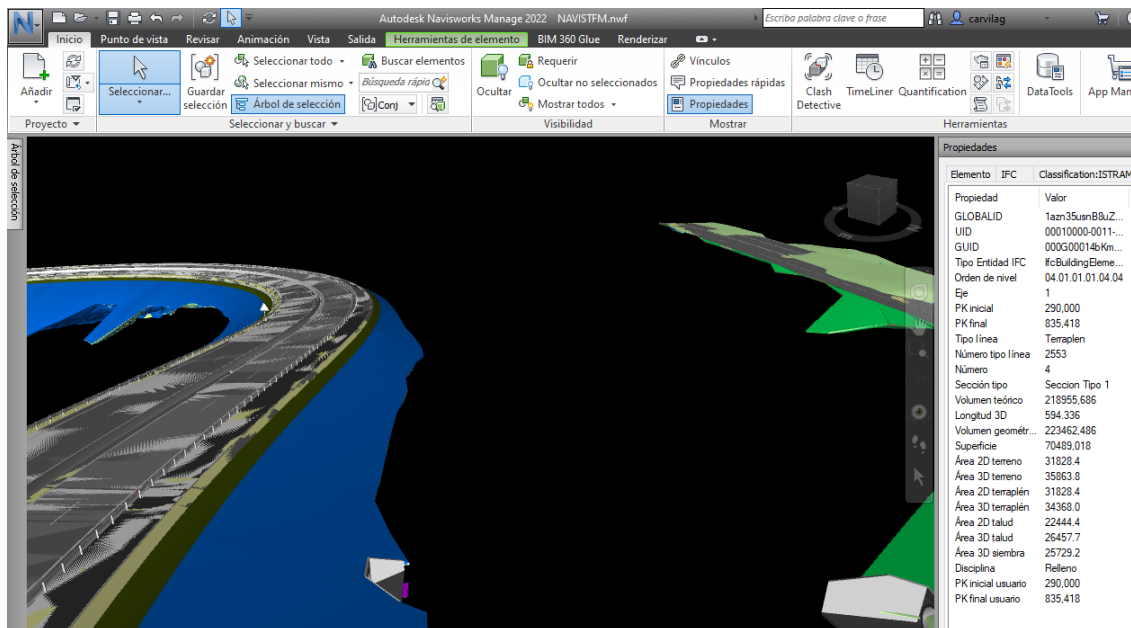 Autodesk Navisworks Manage 2022 NAVISTFM.nwf
Escriba palabra clave o frase
carvilag
Inicio Punto de vista Revisar Animación Vista Salida Herramientas de elemento BIM 360 Glue Renderizar
Añadir
Proyecto
Seleccionar...
Guardar selección
Seleccionar todo
Seleccionar mismo
Árbol de selección
Buscar elementos
Búsqueda rápid
Conj
Seleccionar y buscar
Ocultar
Requerir
Ocultar no seleccionados
Mostrar todos
Visibilidad
Vínculos
Propiedades rápidas
Propiedades
Mostrar
Clash Detective
TimeLiner
Quantification
DataTools
App Man
Herramientas
Árbol de selección
Propiedades
Elemento IFC Classification:ISTRAM
Propiedad Valor
GLOBALID 1azn35usnB8uZ...
UID 00010000-0011-...
GUID 000G00014bKm...
Tipo Entidad IFC IfcBuildingEleme...
Orden de nivel 04.01.01.01.04.04
Eje 1
PK inicial 290,000
PK final 835,418
Tipo línea Terraplen
Número tipo línea 2553
Número 4
Sección tipo Seccion Tipo 1
Volumen teórico 218955,686
Longitud 3D 594.336
Volumen geométr... 223462,486
Superficie 70489,018
Área 2D terreno 31828.4
Área 3D terreno 35863.8
Área 2D terraplén 31828.4
Área 3D terraplén 34368.0
Área 2D talud 22444.4
Área 3D talud 26457.7
Área 3D siembra 25729.2
Disciplina Relleno
PK inicial usuario 290,000
PK final usuario 835,418